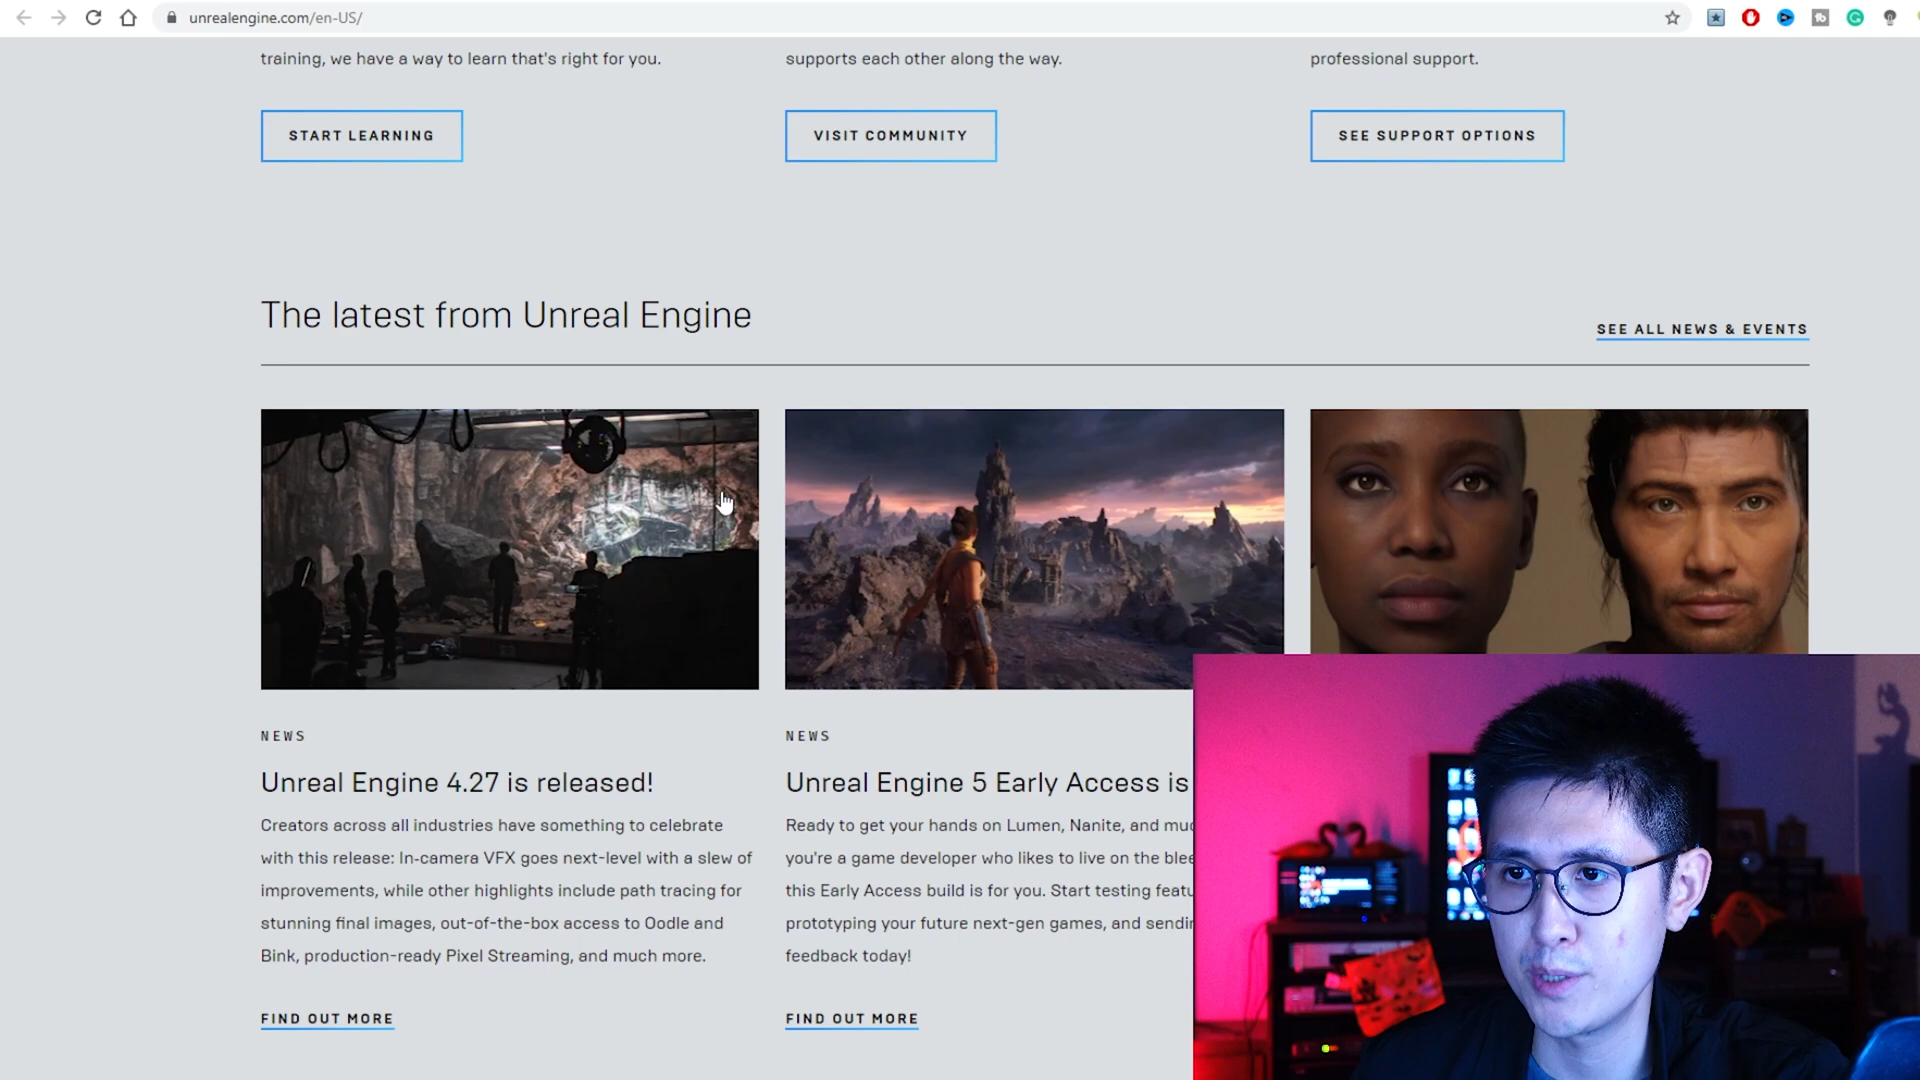 unrealengine.com/en-US/
training, we have a way to learn that's right for you.
supports each other along the way.
professional support.
START LEARNING
VISIT COMMUNITY
SEE SUPPORT OPTIONS
The latest from Unreal Engine
SEE ALL NEWS & EVENTS
NEWS
Unreal Engine 4.27 is released!
Creators across all industries have something to celebrate
with this release: In-camera VFX goes next-level with a slew of
improvements, while other highlights include path tracing for
stunning final images, out-of-the-box access to Oodle and
Bink, production-ready Pixel Streaming, and much more.
FIND OUT MORE
NEWS
Unreal Engine 5 Early Access is
Ready to get your hands on Lumen, Nanite, and
you're a game developer who likes to live on the
this Early Access build is for you. Start testing
prototyping your future next-gen games, and
feedback today!
FIND OUT MORE